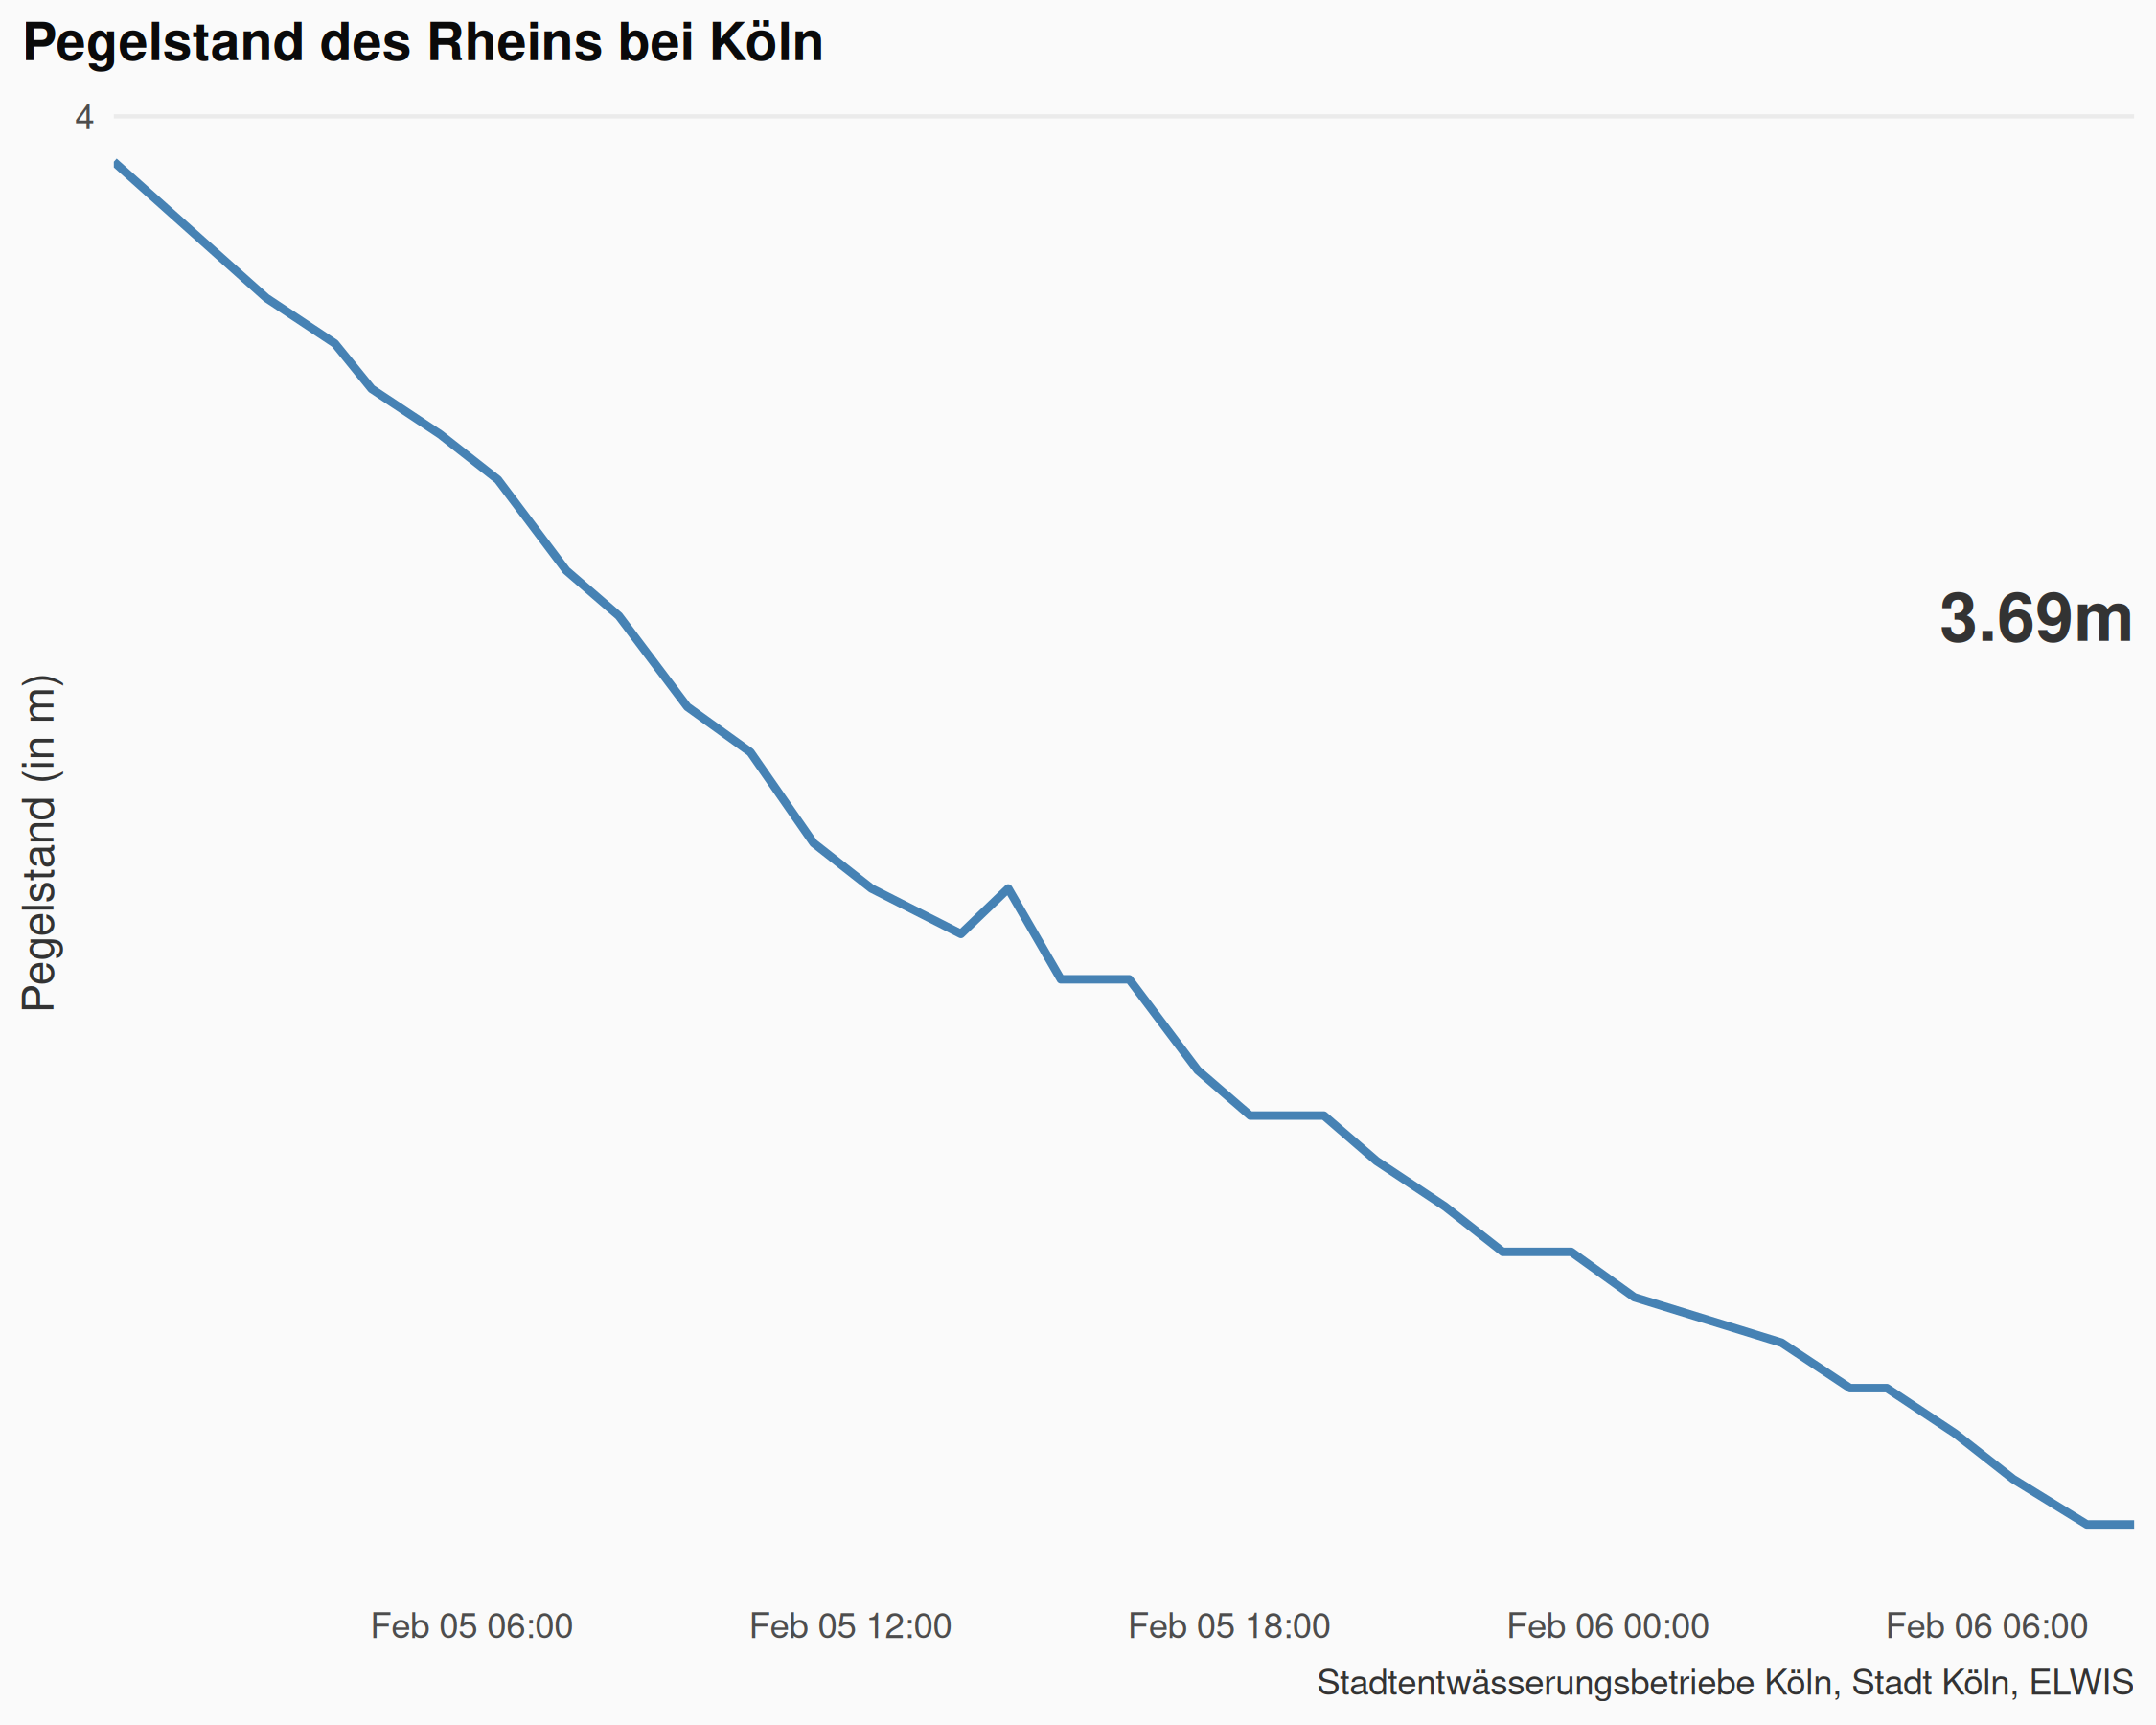 Pegelstand des Rheins bei Köln
4
3.69m
Pegelstand (in m)
Feb 05 06:00
Feb 05 12:00
Feb 05 18:00
Feb 06 00:00
Feb 06 06:00
Stadtentwässerungsbetriebe Köln, Stadt Köln, ELWIS